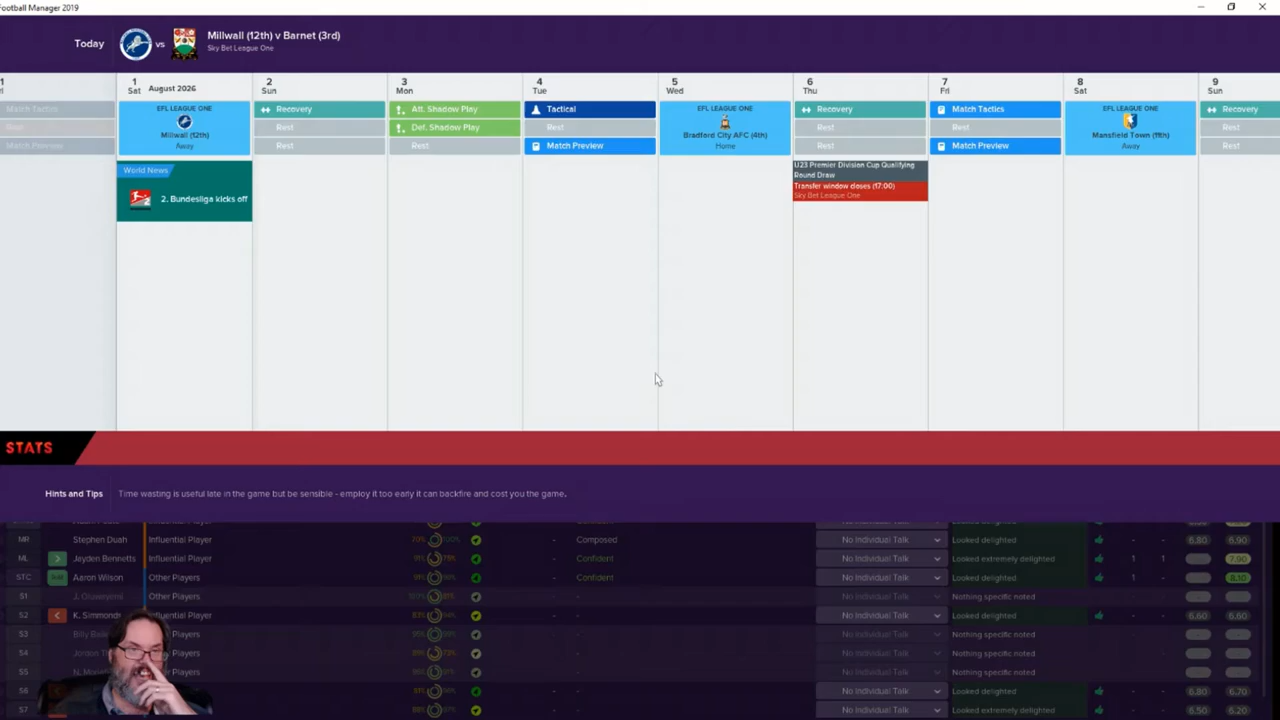 Football Manager 2019
Today
vs
Millwall (12th) v Barnet (3rd)
Sky Bet League One
1 Sat August 2026
2 Sun
3 Mon
4 Tue
5 Wed
6 Thu
7 Fri
8 Sat
9 Sun
Match Tactics
Match Preview
EFL LEAGUE ONE
Millwall (12th)
Away
World News
2. Bundesliga kicks off
Recovery
Rest
Rest
Att. Shadow Play
Def. Shadow Play
Rest
Tactical
Rest
Match Preview
EFL LEAGUE ONE
Bradford City AFC (4th)
Home
Recovery
Rest
Rest
U23 Premier Division Cup Qualifying
Round Draw
Transfer window closes (17:00)
Sky Bet League One
Match Tactics
Rest
Match Preview
EFL LEAGUE ONE
Mansfield Town (11th)
Away
Recovery
Rest
Rest
STATS
Hints and Tips
Time wasting is useful late in the game but be sensible - employ it too early it can backfire and cost you the game.
MR Stephen Duah Influential Player - Composed No Individual Talk Looked delighted - - 6.80 6.90
ML Jayden Bennetts Influential Player - Confident No Individual Talk Looked extremely delighted 1 1 7.90
STC Aaron Wilson Other Players - Confident No Individual Talk Looked delighted 1 - 8.10
S1 Other Players - - No Individual Talk Nothing specific noted
S2 K. Simmonds Influential Player - - No Individual Talk Looked delighted - - 6.60 6.60
S3 Billy Players - - No Individual Talk Nothing specific noted
S4 Players - - No Individual Talk Nothing specific noted
S5 Players - - No Individual Talk Nothing specific noted
S6 - - No Individual Talk Looked delighted - - 6.80 6.70
S7 - - No Individual Talk Looked extremely delighted - - 6.50 6.20